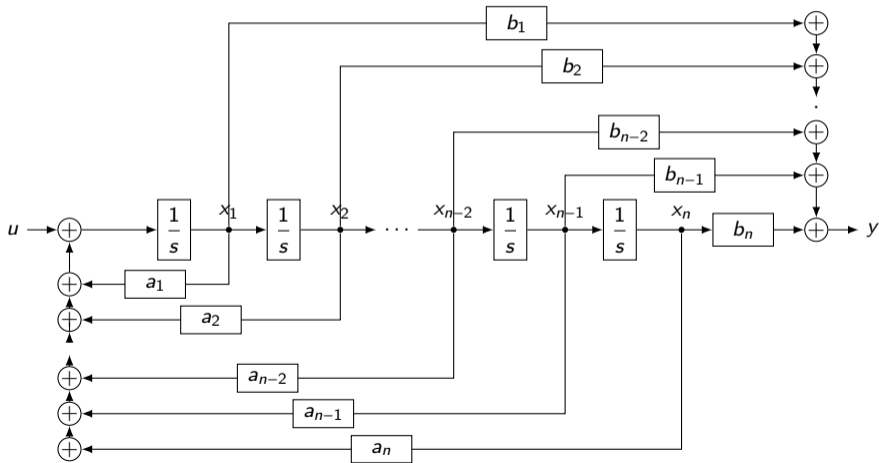 b₁
b₂
bₙ₋₂
bₙ₋₁
u 1/s x₁ 1/s x₂ ··· xₙ₋₂ 1/s xₙ₋₁ 1/s xₙ bₙ y
a₁
a₂
aₙ₋₂
aₙ₋₁
aₙ